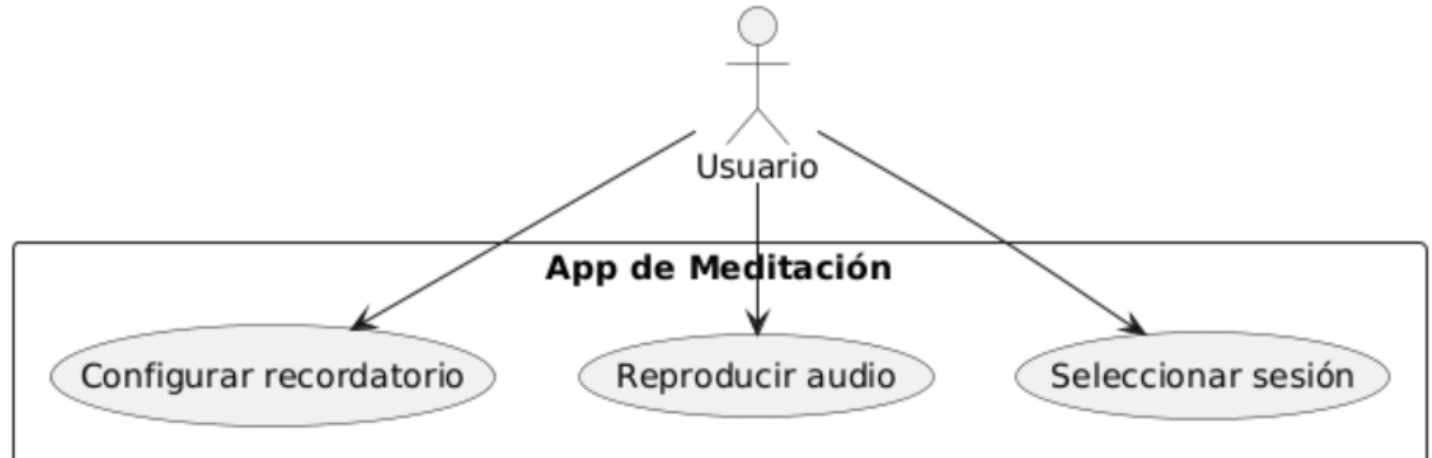 Usuario
App de Meditación
Configurar recordatorio
Reproducir audio
Seleccionar sesión